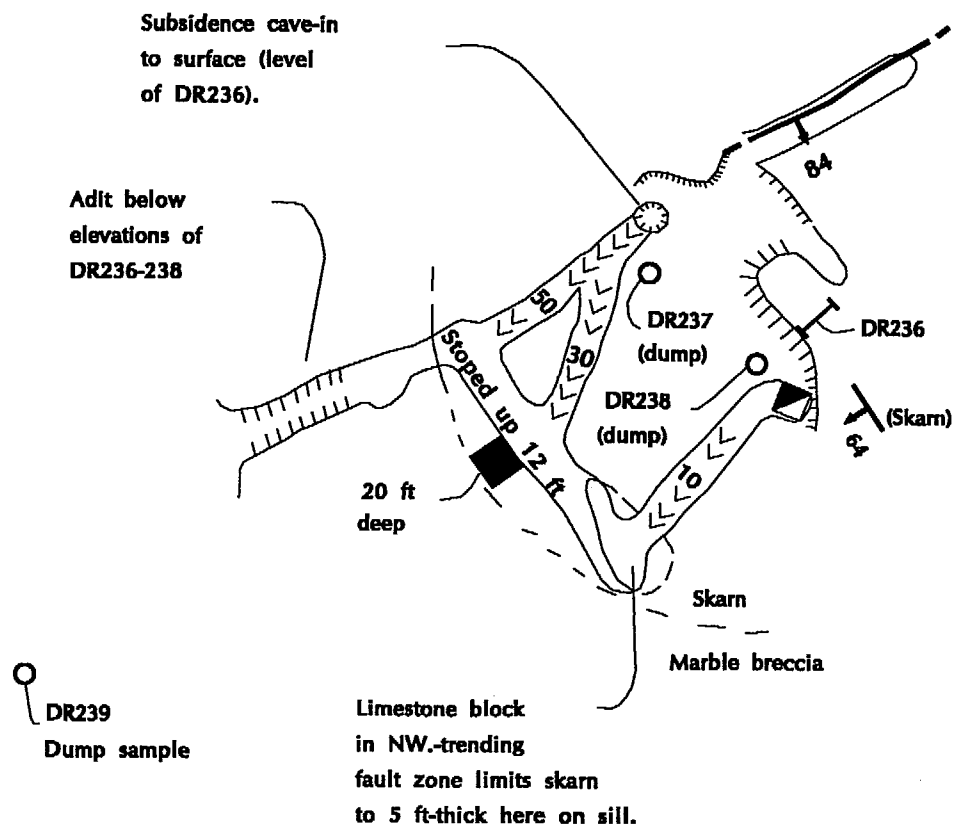 Subsidence cave-in
to surface (level
of DR236).
84
Adit below
elevations of
DR236-238
50
DR237
(dump)
DR236
Stoped up 12 ft
30
DR238
(dump)
(Skarn)
64
10
20 ft
deep
Skarn
Marble breccia
DR239
Dump sample
Limestone block
in NW.-trending
fault zone limits skarn
to 5 ft-thick here on sill.